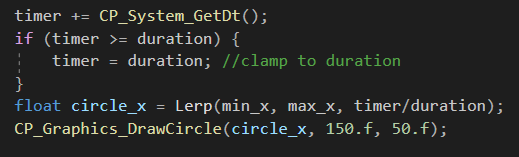 timer += CP_System_GetDt();
if (timer >= duration) {
    timer = duration; //clamp to duration
}
float circle_x = Lerp(min_x, max_x, timer/duration);
CP_Graphics_DrawCircle(circle_x, 150.f, 50.f);